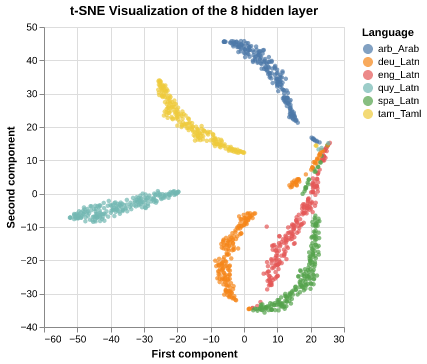 t-SNE Visualization of the 8 hidden layer
Language
arb_Arab
deu_Latn
eng_Latn
quy_Latn
spa_Latn
tam_Taml
50
40
30
20
10
0
−10
−20
−30
−40
Second component
−60 −50 −40 −30 −20 −10 0 10 20 30
First component